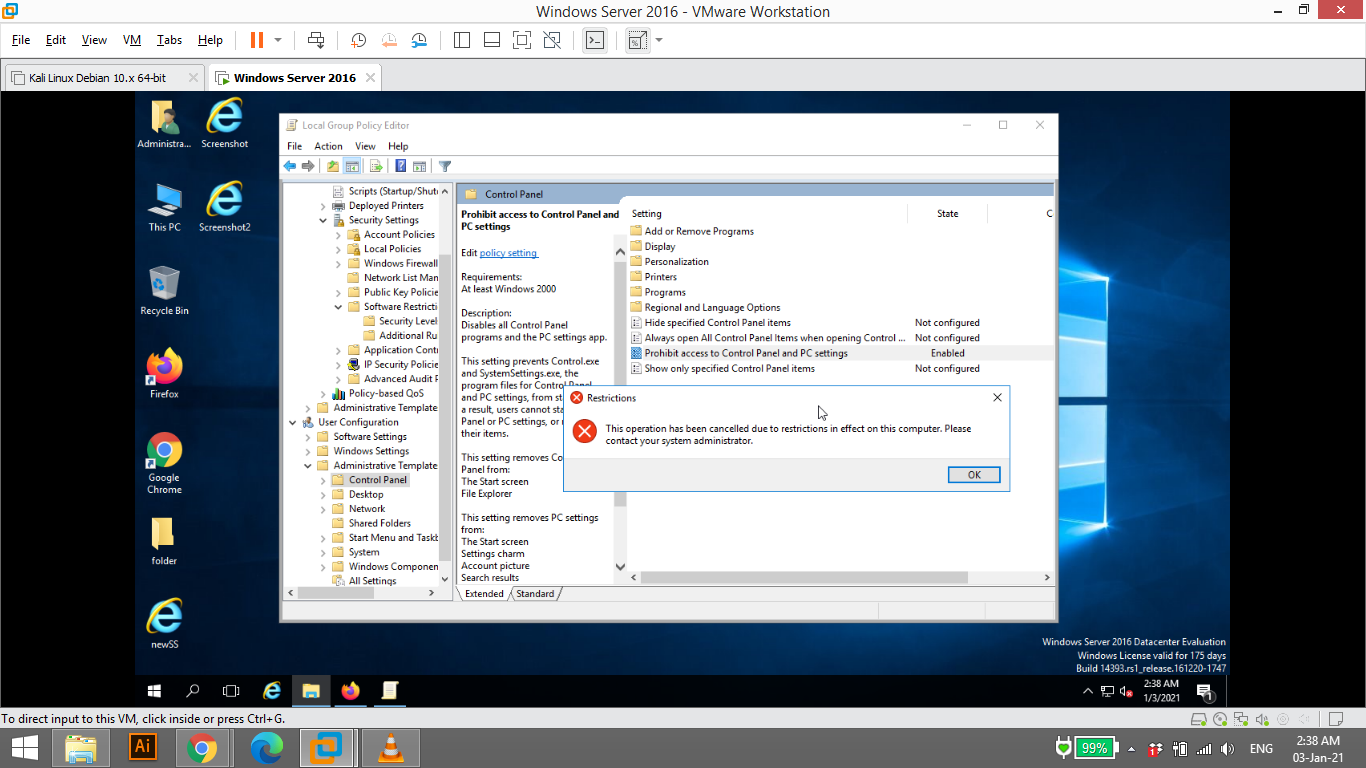 Windows Server 2016 - VMware Workstation
File Edit View VM Tabs Help
Kali Linux Debian 10.x 64-bit
Windows Server 2016
Administra...
Screenshot
This PC
Screenshot2
Recycle Bin
Firefox
Google
Chrome
folder
newSS
Local Group Policy Editor
File Action View Help
Scripts (Startup/Shut
Deployed Printers
Security Settings
Account Policies
Local Policies
Windows Firewall
Network List Man
Public Key Policie
Software Restricti
Security Level
Additional Ru
Application Cont
IP Security Policie
Advanced Audit P
Policy-based QoS
Administrative Template
User Configuration
Software Settings
Windows Settings
Administrative Template
Control Panel
Desktop
Network
Shared Folders
Start Menu and Taskb
System
Windows Componen
All Settings
Control Panel
Prohibit access to Control Panel and
PC settings
Edit policy setting
Requirements:
At least Windows 2000
Description:
Disables all Control Panel
programs and the PC settings app.
This setting prevents Control.exe
and SystemSettings.exe, the
program files for Control Panel
and PC settings, from st
a result, users cannot sta
Panel or PC settings, or r
their items.
This setting removes Co
Panel from:
The Start screen
File Explorer
This setting removes PC settings
from:
The Start screen
Settings charm
Account picture
Search results
Extended Standard
Setting State C
Add or Remove Programs
Display
Personalization
Printers
Programs
Regional and Language Options
Hide specified Control Panel items Not configured
Always open All Control Panel Items when opening Control ... Not configured
Prohibit access to Control Panel and PC settings Enabled
Show only specified Control Panel items Not configured
Restrictions
This operation has been cancelled due to restrictions in effect on this computer. Please
contact your system administrator.
OK
Windows Server 2016 Datacenter Evaluation
Windows License valid for 175 days
Build 14393.rs1_release.161220-1747
2:38 AM
1/3/2021
1
To direct input to this VM, click inside or press Ctrl+G.
Ai
99%
ENG
2:38 AM
03-Jan-21